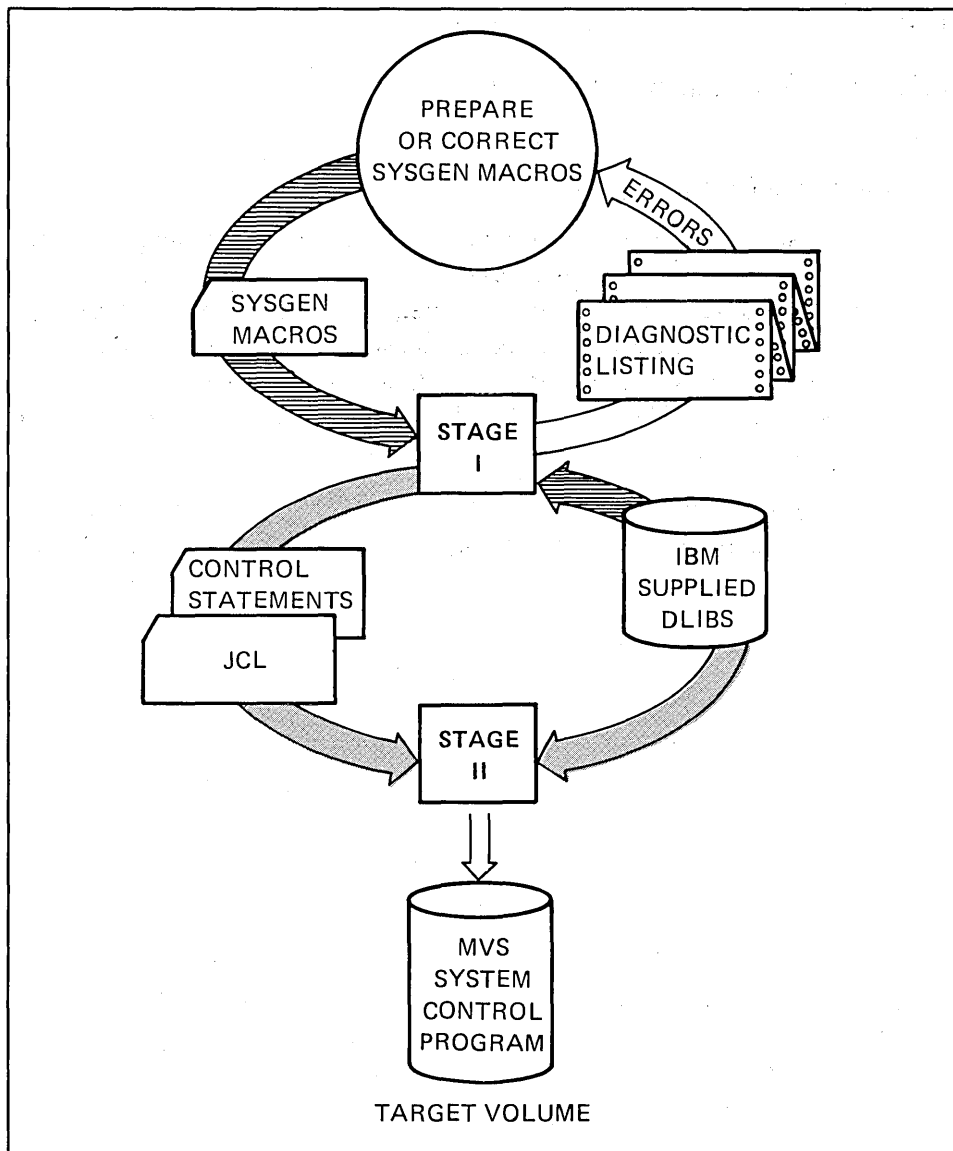 PREPARE
OR CORRECT
SYSGEN MACROS
ERRORS
SYSGEN
MACROS
DIAGNOSTIC
LISTING
STAGE
I
CONTROL
STATEMENTS
JCL
IBM
SUPPLIED
DLIBS
STAGE
II
MVS
SYSTEM
CONTROL
PROGRAM
TARGET VOLUME